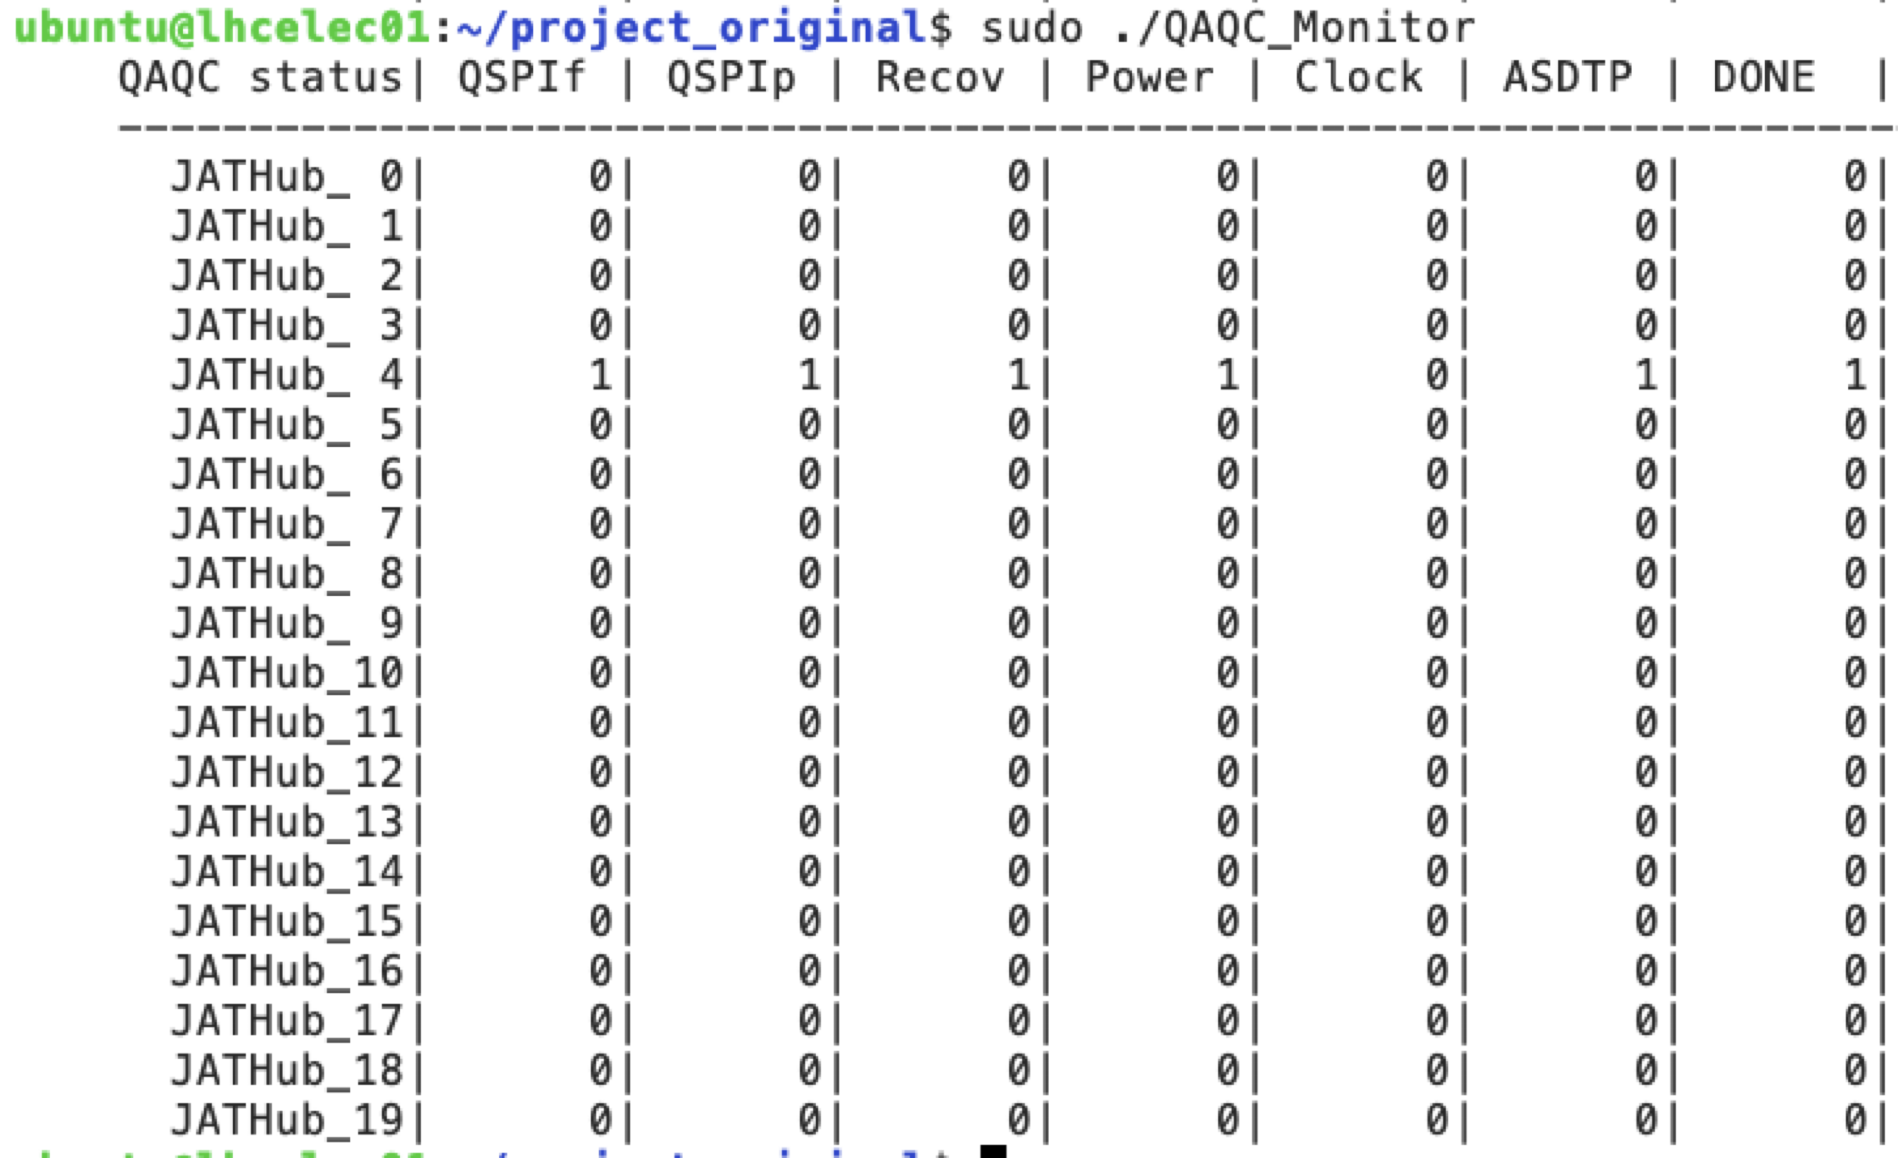 ubuntu@lhcelec01:~/project_original$ sudo ./QAQC_Monitor
QAQC status| QSPIf | QSPIp | Recov | Power | Clock | ASDTP | DONE  |
--------------------------------------------------------------------
JATHub_ 0|      0|      0|      0|      0|      0|      0|      0|
JATHub_ 1|      0|      0|      0|      0|      0|      0|      0|
JATHub_ 2|      0|      0|      0|      0|      0|      0|      0|
JATHub_ 3|      0|      0|      0|      0|      0|      0|      0|
JATHub_ 4|      1|      1|      1|      1|      0|      1|      1|
JATHub_ 5|      0|      0|      0|      0|      0|      0|      0|
JATHub_ 6|      0|      0|      0|      0|      0|      0|      0|
JATHub_ 7|      0|      0|      0|      0|      0|      0|      0|
JATHub_ 8|      0|      0|      0|      0|      0|      0|      0|
JATHub_ 9|      0|      0|      0|      0|      0|      0|      0|
JATHub_10|      0|      0|      0|      0|      0|      0|      0|
JATHub_11|      0|      0|      0|      0|      0|      0|      0|
JATHub_12|      0|      0|      0|      0|      0|      0|      0|
JATHub_13|      0|      0|      0|      0|      0|      0|      0|
JATHub_14|      0|      0|      0|      0|      0|      0|      0|
JATHub_15|      0|      0|      0|      0|      0|      0|      0|
JATHub_16|      0|      0|      0|      0|      0|      0|      0|
JATHub_17|      0|      0|      0|      0|      0|      0|      0|
JATHub_18|      0|      0|      0|      0|      0|      0|      0|
JATHub_19|      0|      0|      0|      0|      0|      0|      0|